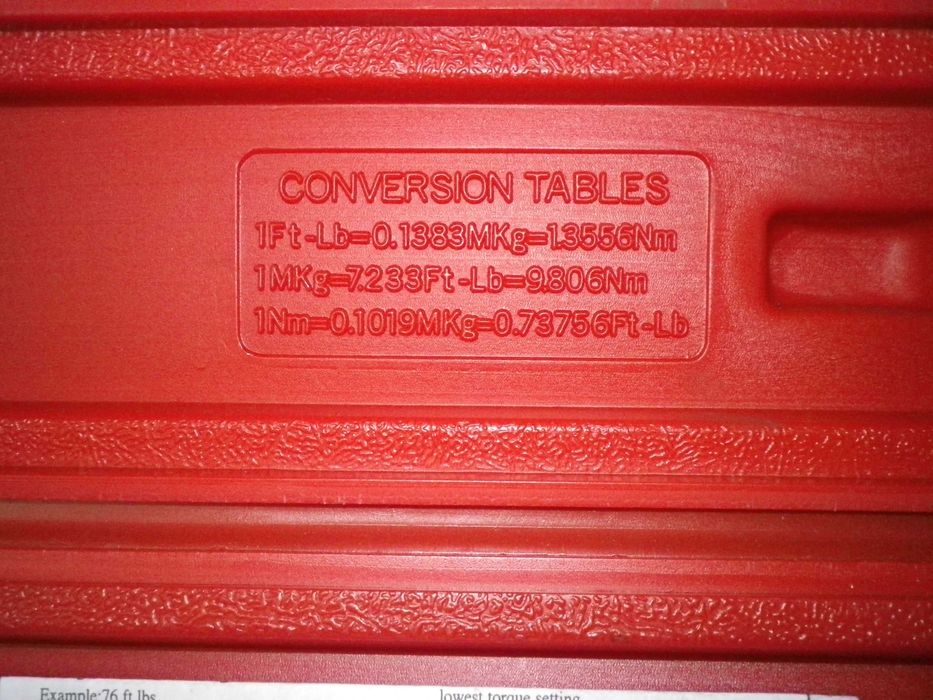 CONVERSION TABLES
1Ft-Lb=0.1383MKg=1.3556Nm
1MKg=7.233Ft-Lb=9.806Nm
1Nm=0.1019MKg=0.73756Ft-Lb
Example:76 ft lbs
lowest torque setting